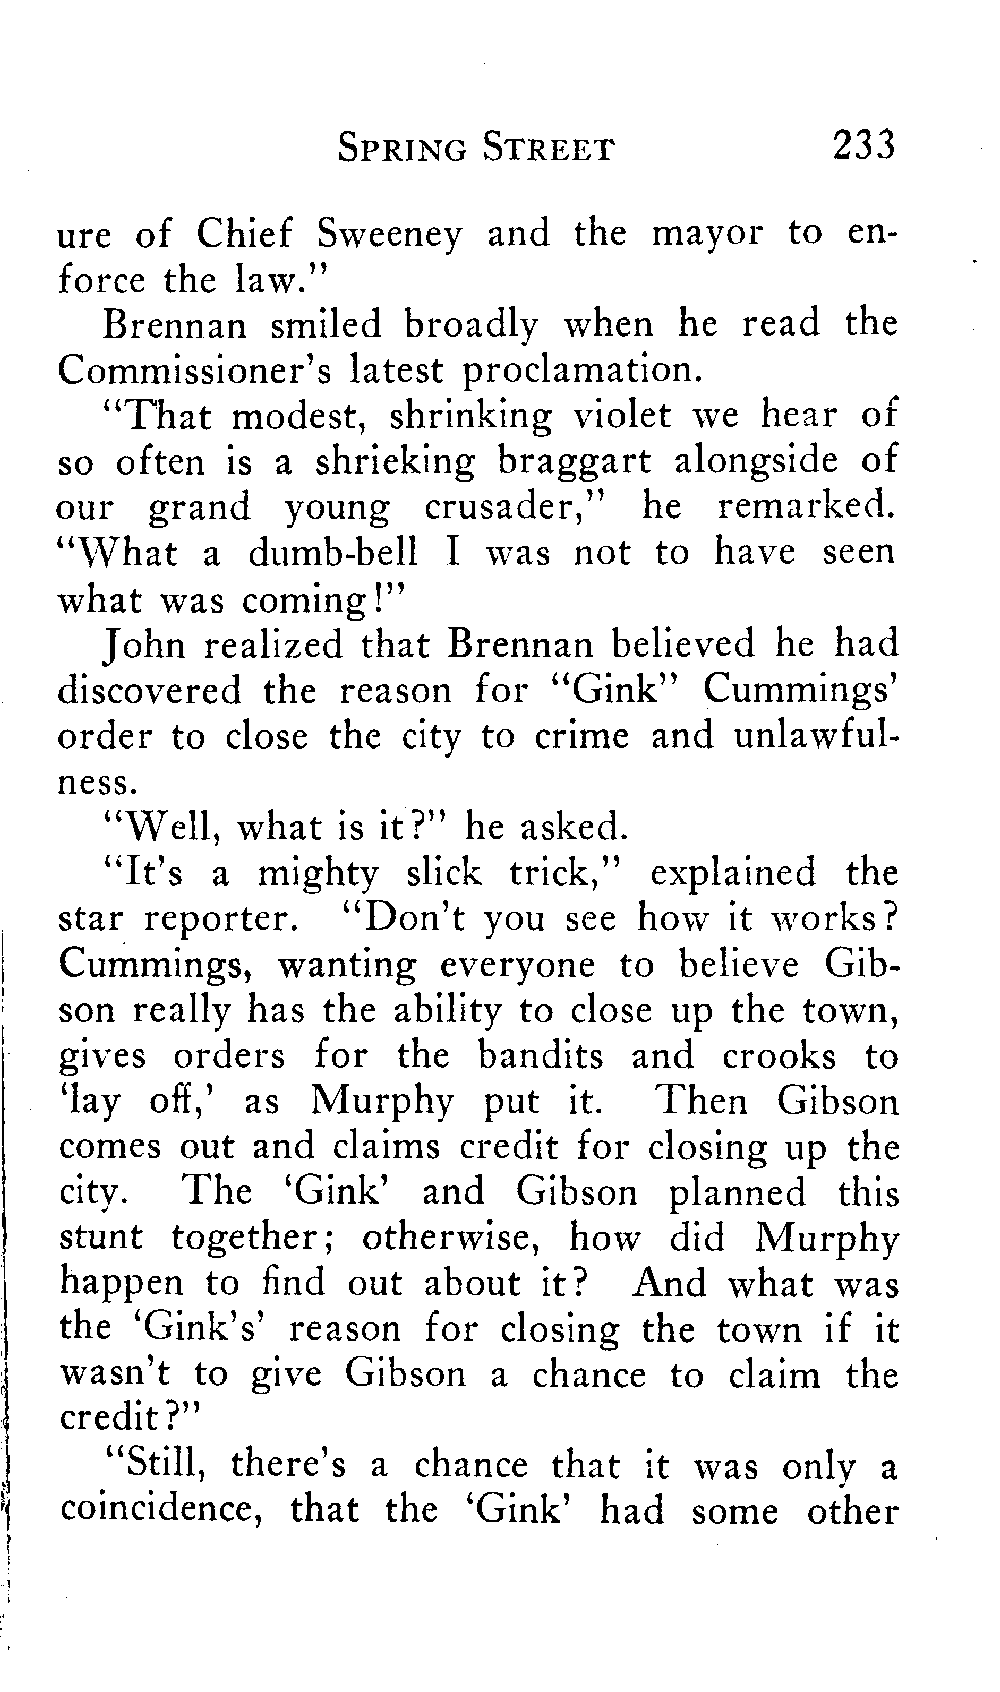 SPRING STREET 233
ure of Chief Sweeney and the mayor to en-
force the law."
Brennan smiled broadly when he read the
Commissioner's latest proclamation.
"That modest, shrinking violet we hear of
so often is a shrieking braggart alongside of
our grand young crusader," he remarked.
"What a dumb-bell I was not to have seen
what was coming!"
John realized that Brennan believed he had
discovered the reason for "Gink" Cummings'
order to close the city to crime and unlawful-
ness.
"Well, what is it?" he asked.
"It's a mighty slick trick," explained the
star reporter. "Don't you see how it works?
Cummings, wanting everyone to believe Gib-
son really has the ability to close up the town,
gives orders for the bandits and crooks to
'lay off,' as Murphy put it. Then Gibson
comes out and claims credit for closing up the
city. The 'Gink' and Gibson planned this
stunt together; otherwise, how did Murphy
happen to find out about it? And what was
the 'Gink's' reason for closing the town if it
wasn't to give Gibson a chance to claim the
credit?"
"Still, there's a chance that it was only a
coincidence, that the 'Gink' had some other